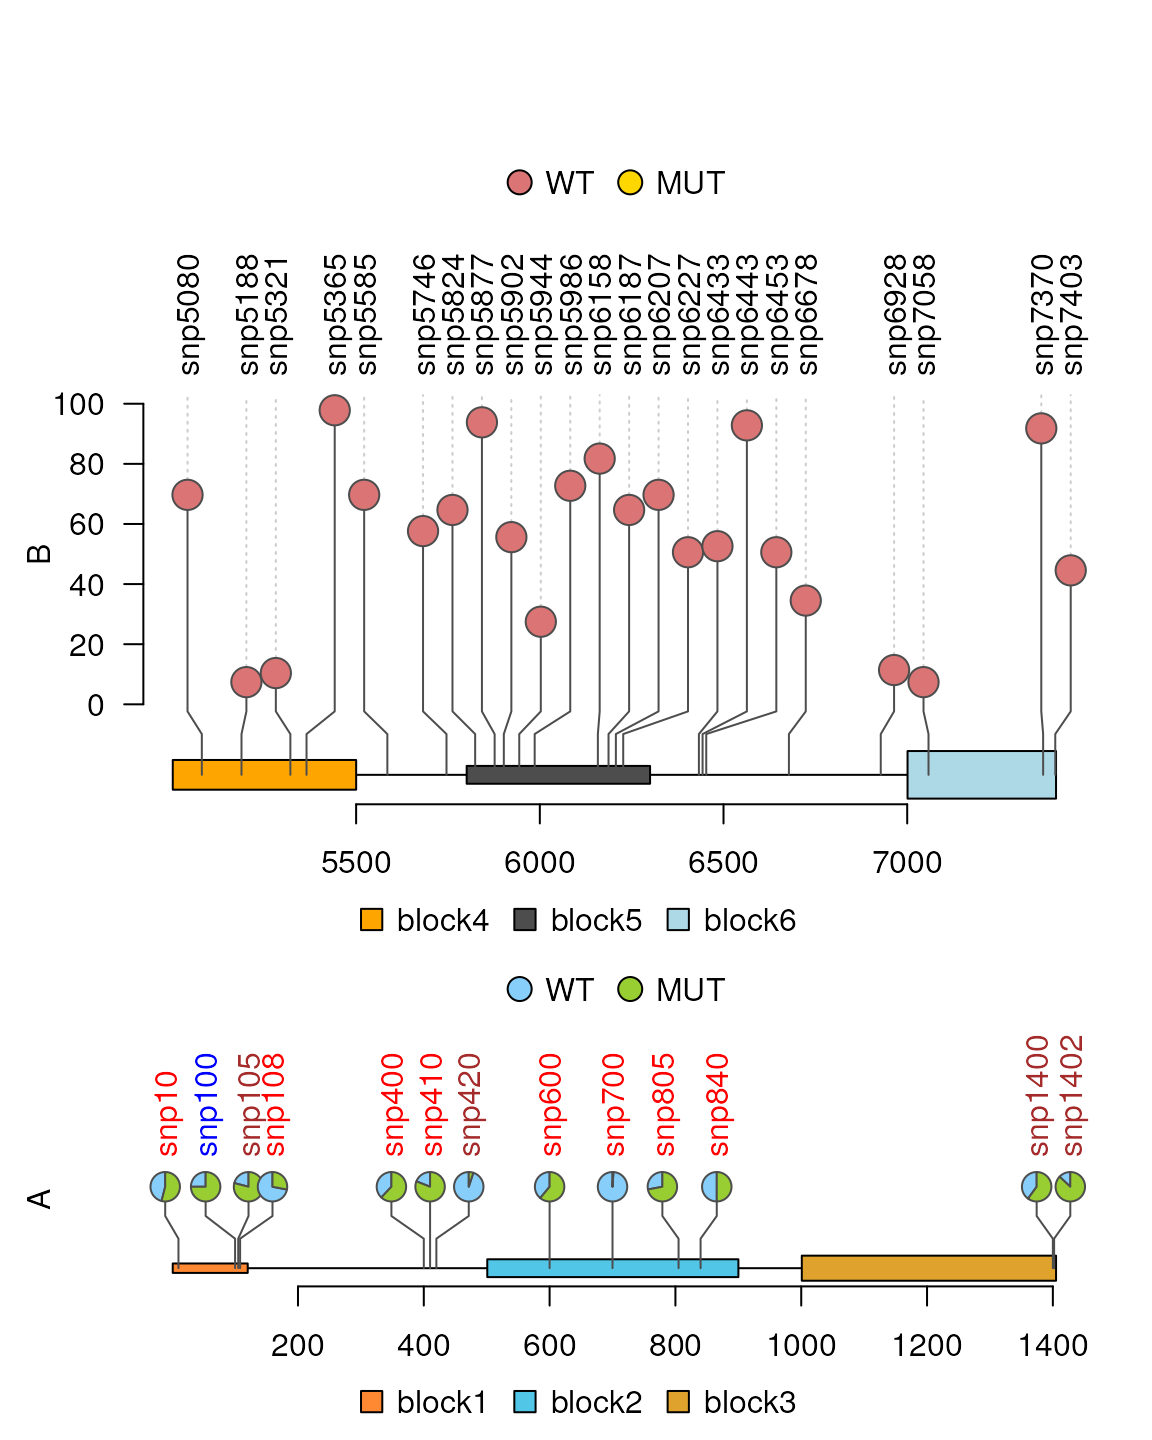 WT MUT
snp5080 snp5188 snp5321 snp5365 snp5585 snp5746 snp5824 snp5877 snp5902 snp5944 snp5986 snp6158 snp6187 snp6207 snp6227 snp6433 snp6443 snp6453 snp6678 snp6928 snp7058 snp7370 snp7403
100
80
60
40
20
0
B
5500 6000 6500 7000
block4 block5 block6
WT MUT
snp10 snp100 snp105 snp108 snp400 snp410 snp420 snp600 snp700 snp805 snp840 snp1400 snp1402
A
200 400 600 800 1000 1200 1400
block1 block2 block3